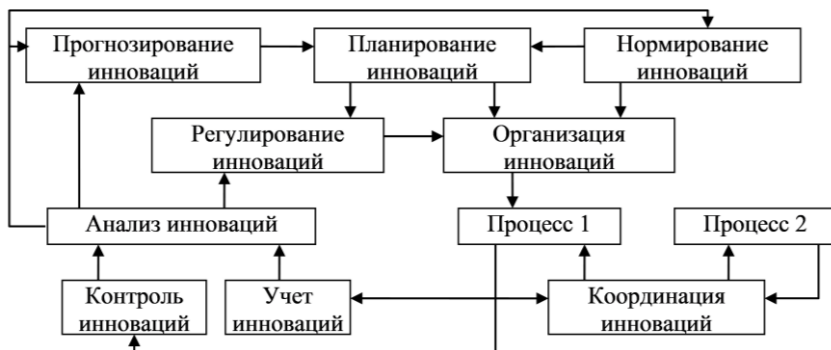 Прогнозирование
инноваций
Планирование
инноваций
Нормирование
инноваций
Регулирование
инноваций
Организация
инноваций
Анализ инноваций
Процесс 1
Процесс 2
Контроль
инноваций
Учет
инноваций
Координация
инноваций